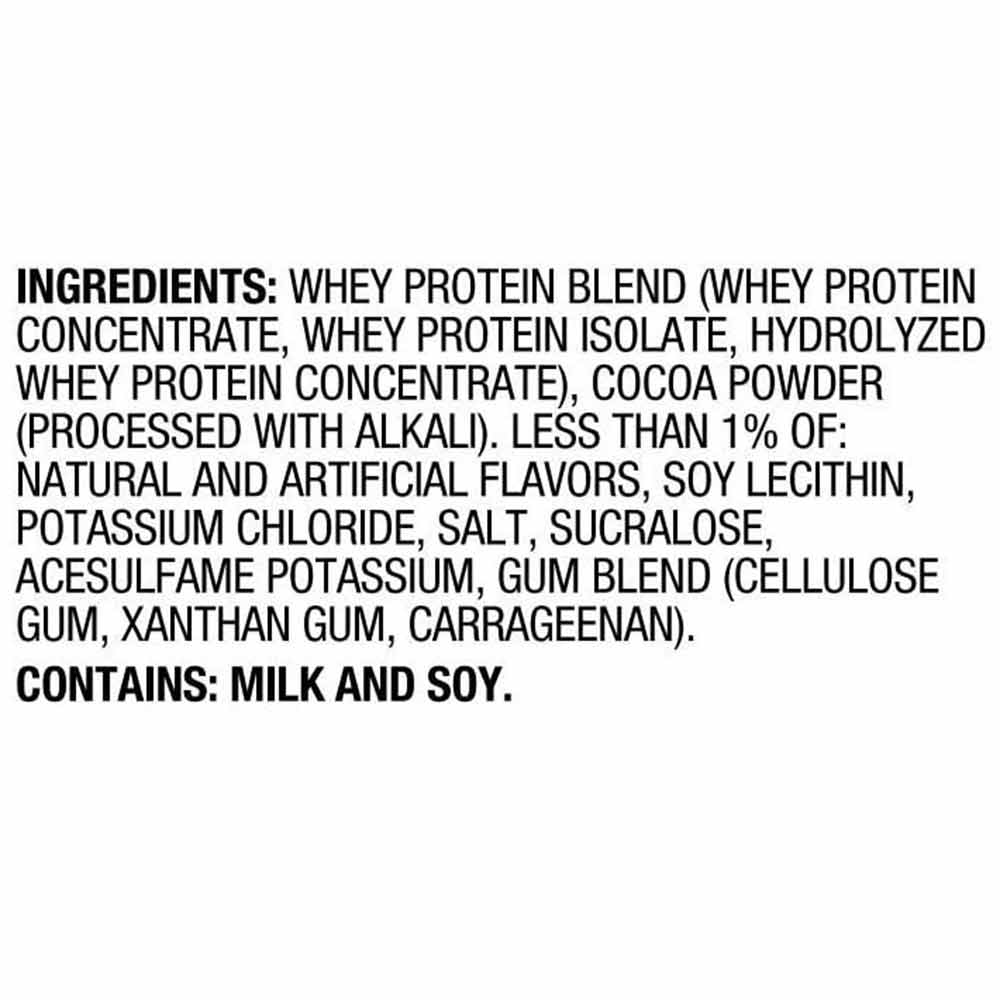 INGREDIENTS: WHEY PROTEIN BLEND (WHEY PROTEIN
CONCENTRATE, WHEY PROTEIN ISOLATE, HYDROLYZED
WHEY PROTEIN CONCENTRATE), COCOA POWDER
(PROCESSED WITH ALKALI). LESS THAN 1% OF:
NATURAL AND ARTIFICIAL FLAVORS, SOY LECITHIN,
POTASSIUM CHLORIDE, SALT, SUCRALOSE,
ACESULFAME POTASSIUM, GUM BLEND (CELLULOSE
GUM, XANTHAN GUM, CARRAGEENAN).
CONTAINS: MILK AND SOY.